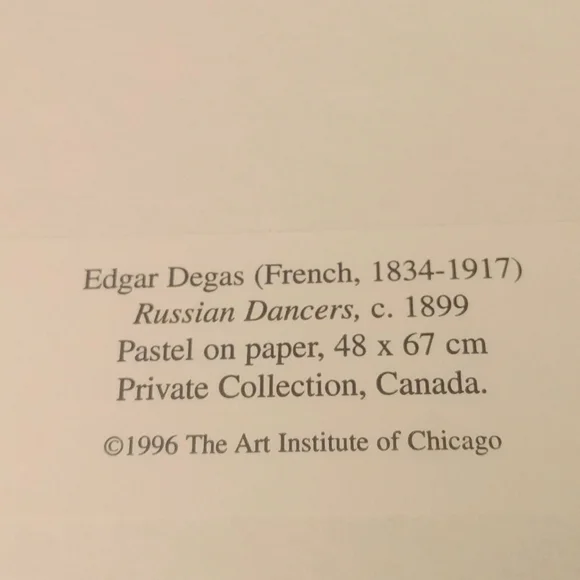 Edgar Degas (French, 1834-1917)
Russian Dancers, c. 1899
Pastel on paper, 48 x 67 cm
Private Collection, Canada.
©1996 The Art Institute of Chicago